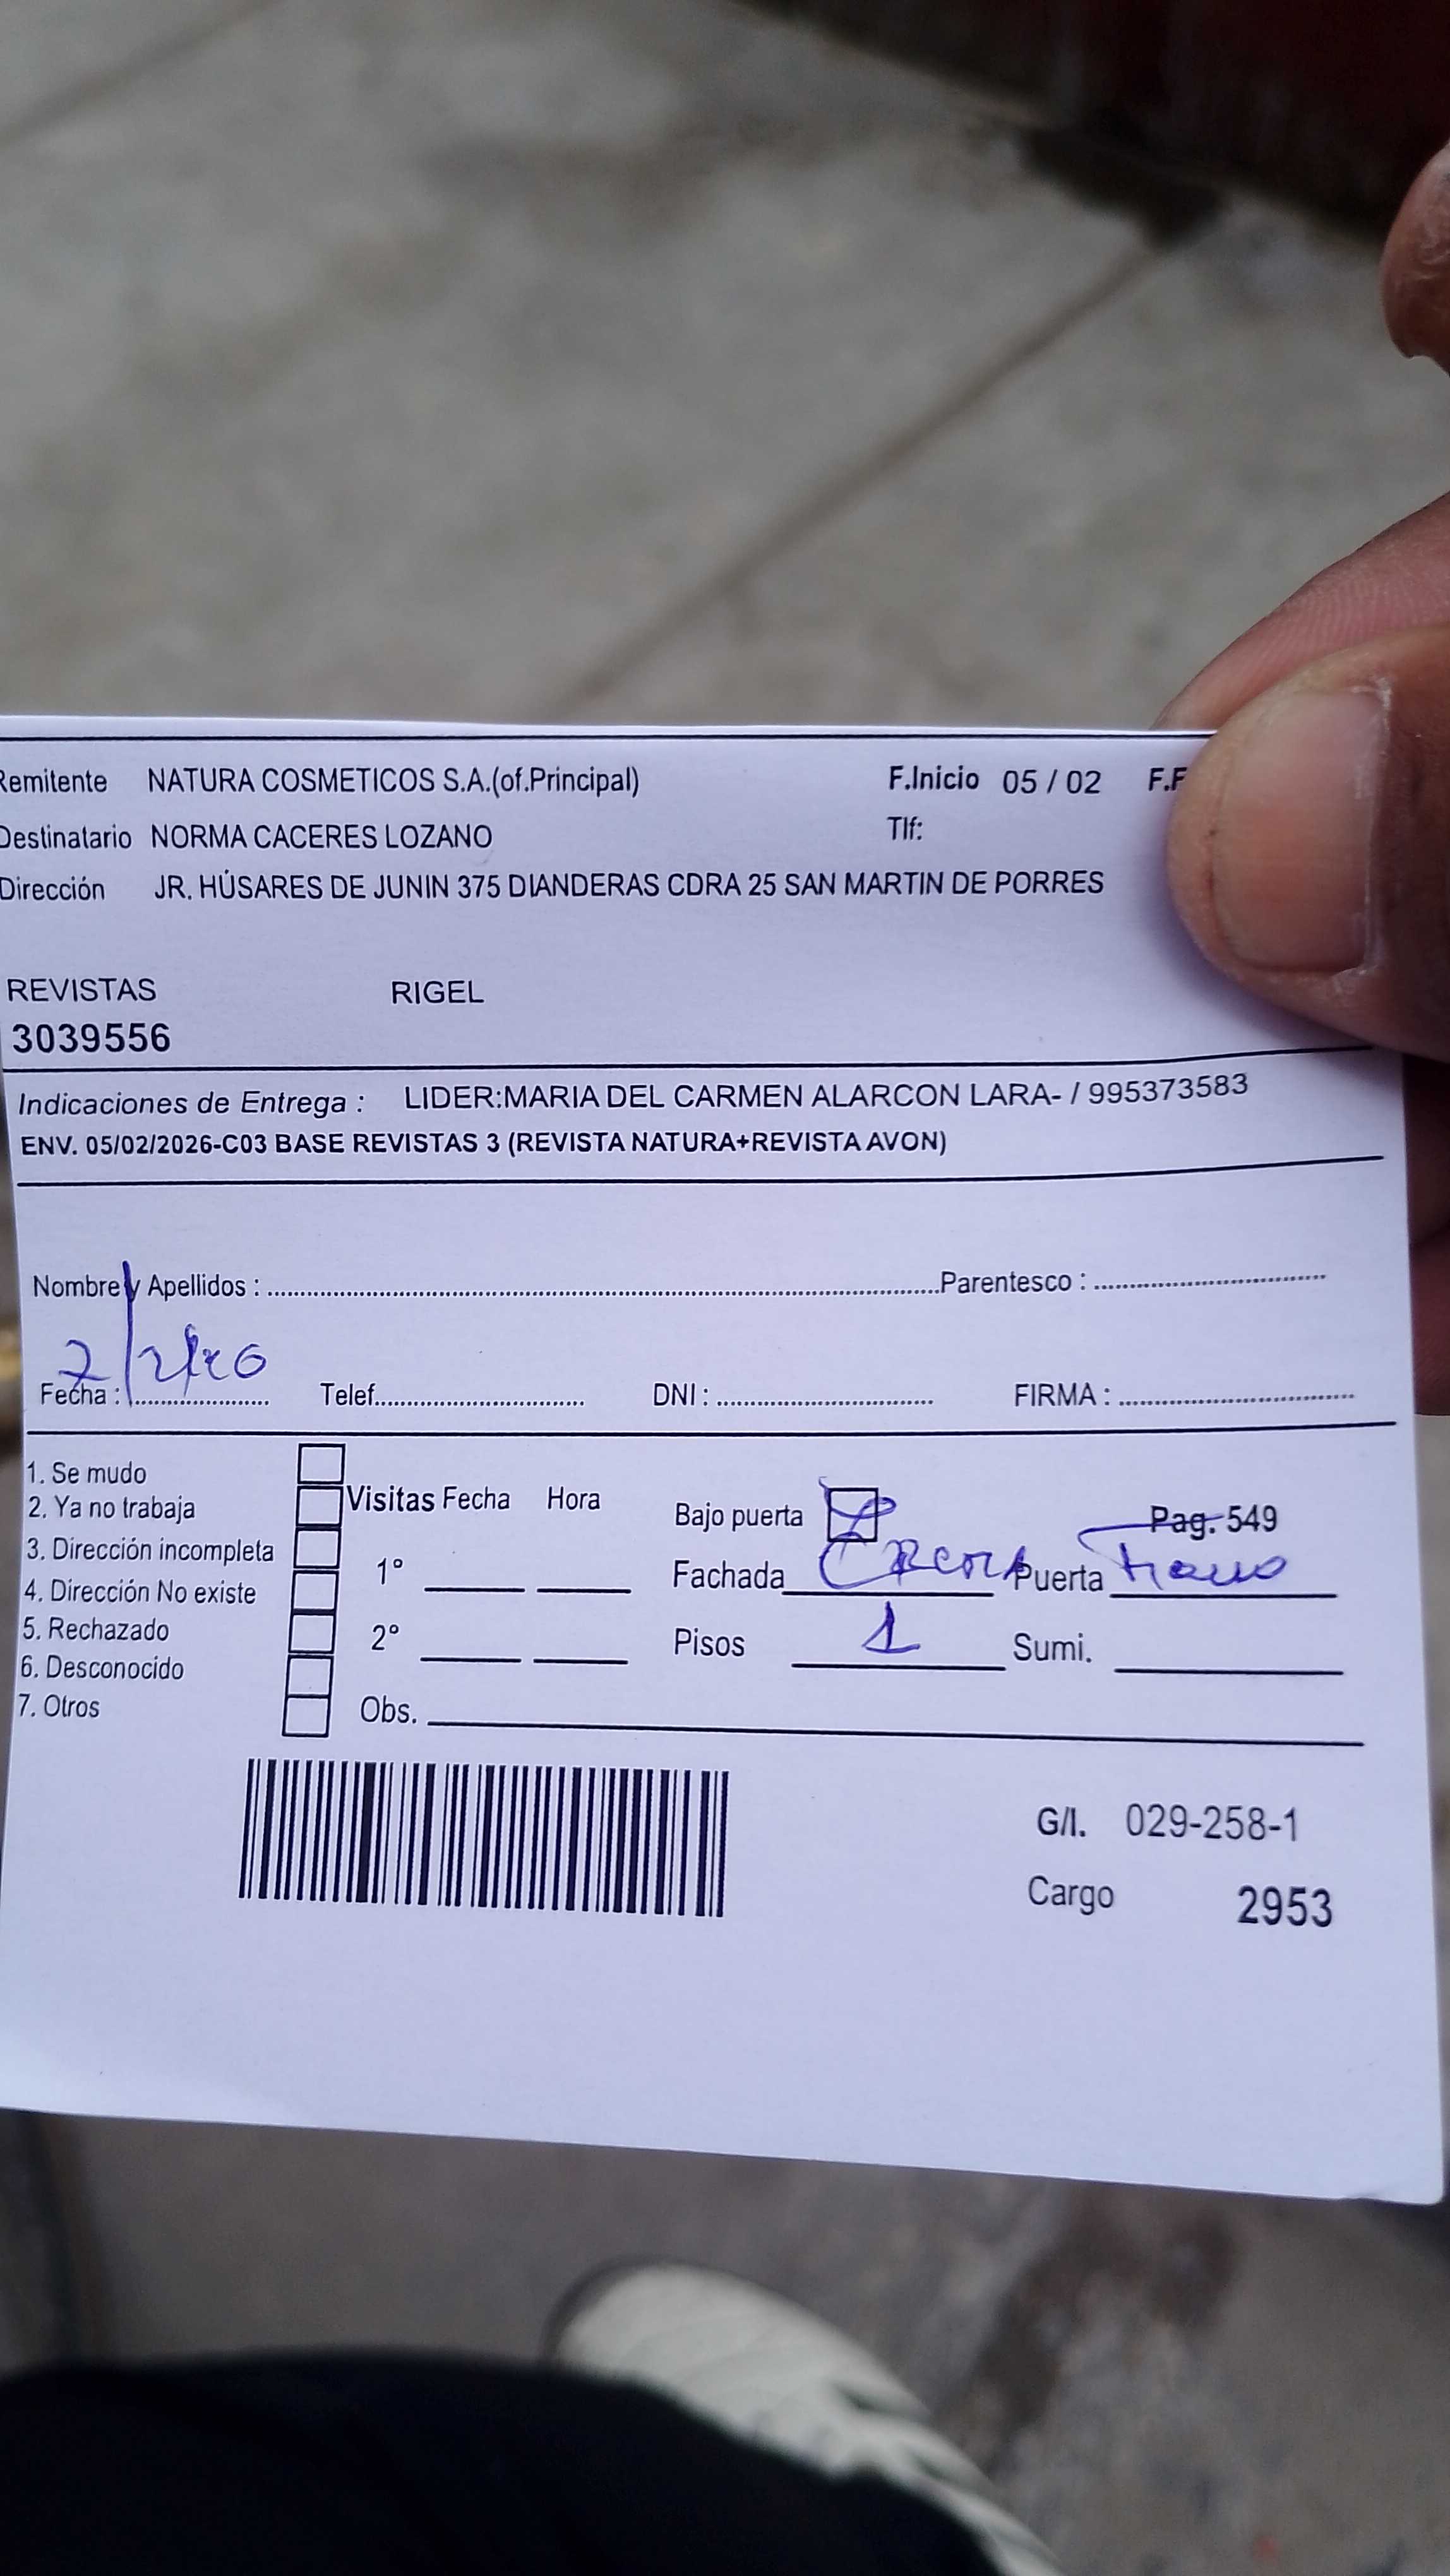 Remitente NATURA COSMETICOS S.A.(of.Principal) F.Inicio 05 / 02 F.F
Destinatario NORMA CACERES LOZANO Tlf:
Dirección JR. HÚSARES DE JUNIN 375 DIANDERAS CDRA 25 SAN MARTIN DE PORRES
REVISTAS RIGEL
3039556
Indicaciones de Entrega : LIDER:MARIA DEL CARMEN ALARCON LARA- / 995373583
ENV. 05/02/2026-C03 BASE REVISTAS 3 (REVISTA NATURA+REVISTA AVON)
Nombre y Apellidos : Parentesco :
Fecha : Telef. DNI : FIRMA :
1. Se mudo
2. Ya no trabaja Visitas Fecha Hora Bajo puerta Pag. 549
3. Dirección incompleta 1° Fachada Crema Puerta
4. Dirección No existe
5. Rechazado 2° Pisos 1 Sumi.
6. Desconocido
7. Otros Obs.
G/I. 029-258-1
Cargo 2953